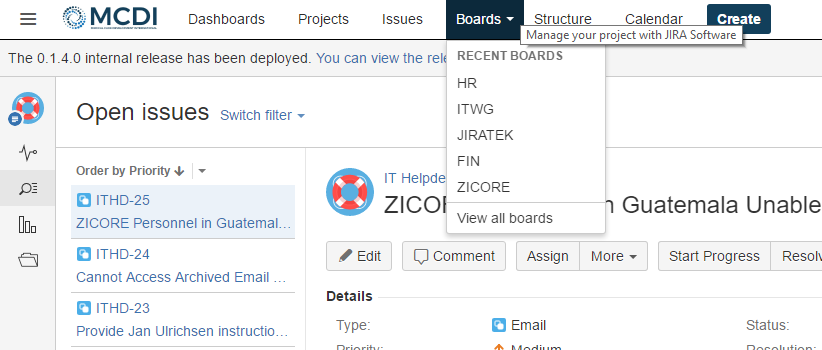 MCDI
Dashboards Projects Issues Boards Structure Calendar Create
Manage your project with JIRA Software
The 0.1.4.0 internal release has been deployed. You can view the rele
RECENT BOARDS
HR
ITWG
JIRATEK
FIN
ZICORE
View all boards
Open issues Switch filter
Order by Priority
ITHD-25
ZICORE Personnel in Guatemala…
ITHD-24
Cannot Access Archived Email …
ITHD-23
Provide Jan Ulrichsen instructio…
IT Helpde
ZICO n Guatemala Unable
Edit Comment Assign More Start Progress Resolv
Details
Type: Email Status:
Priority: Medium Resolution: